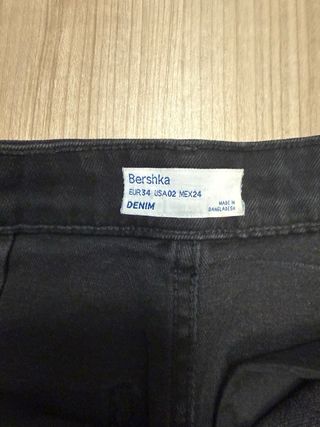 Bershka
EUR34 USA02 MEX24
DENIM
MADE IN
BANGLADESH